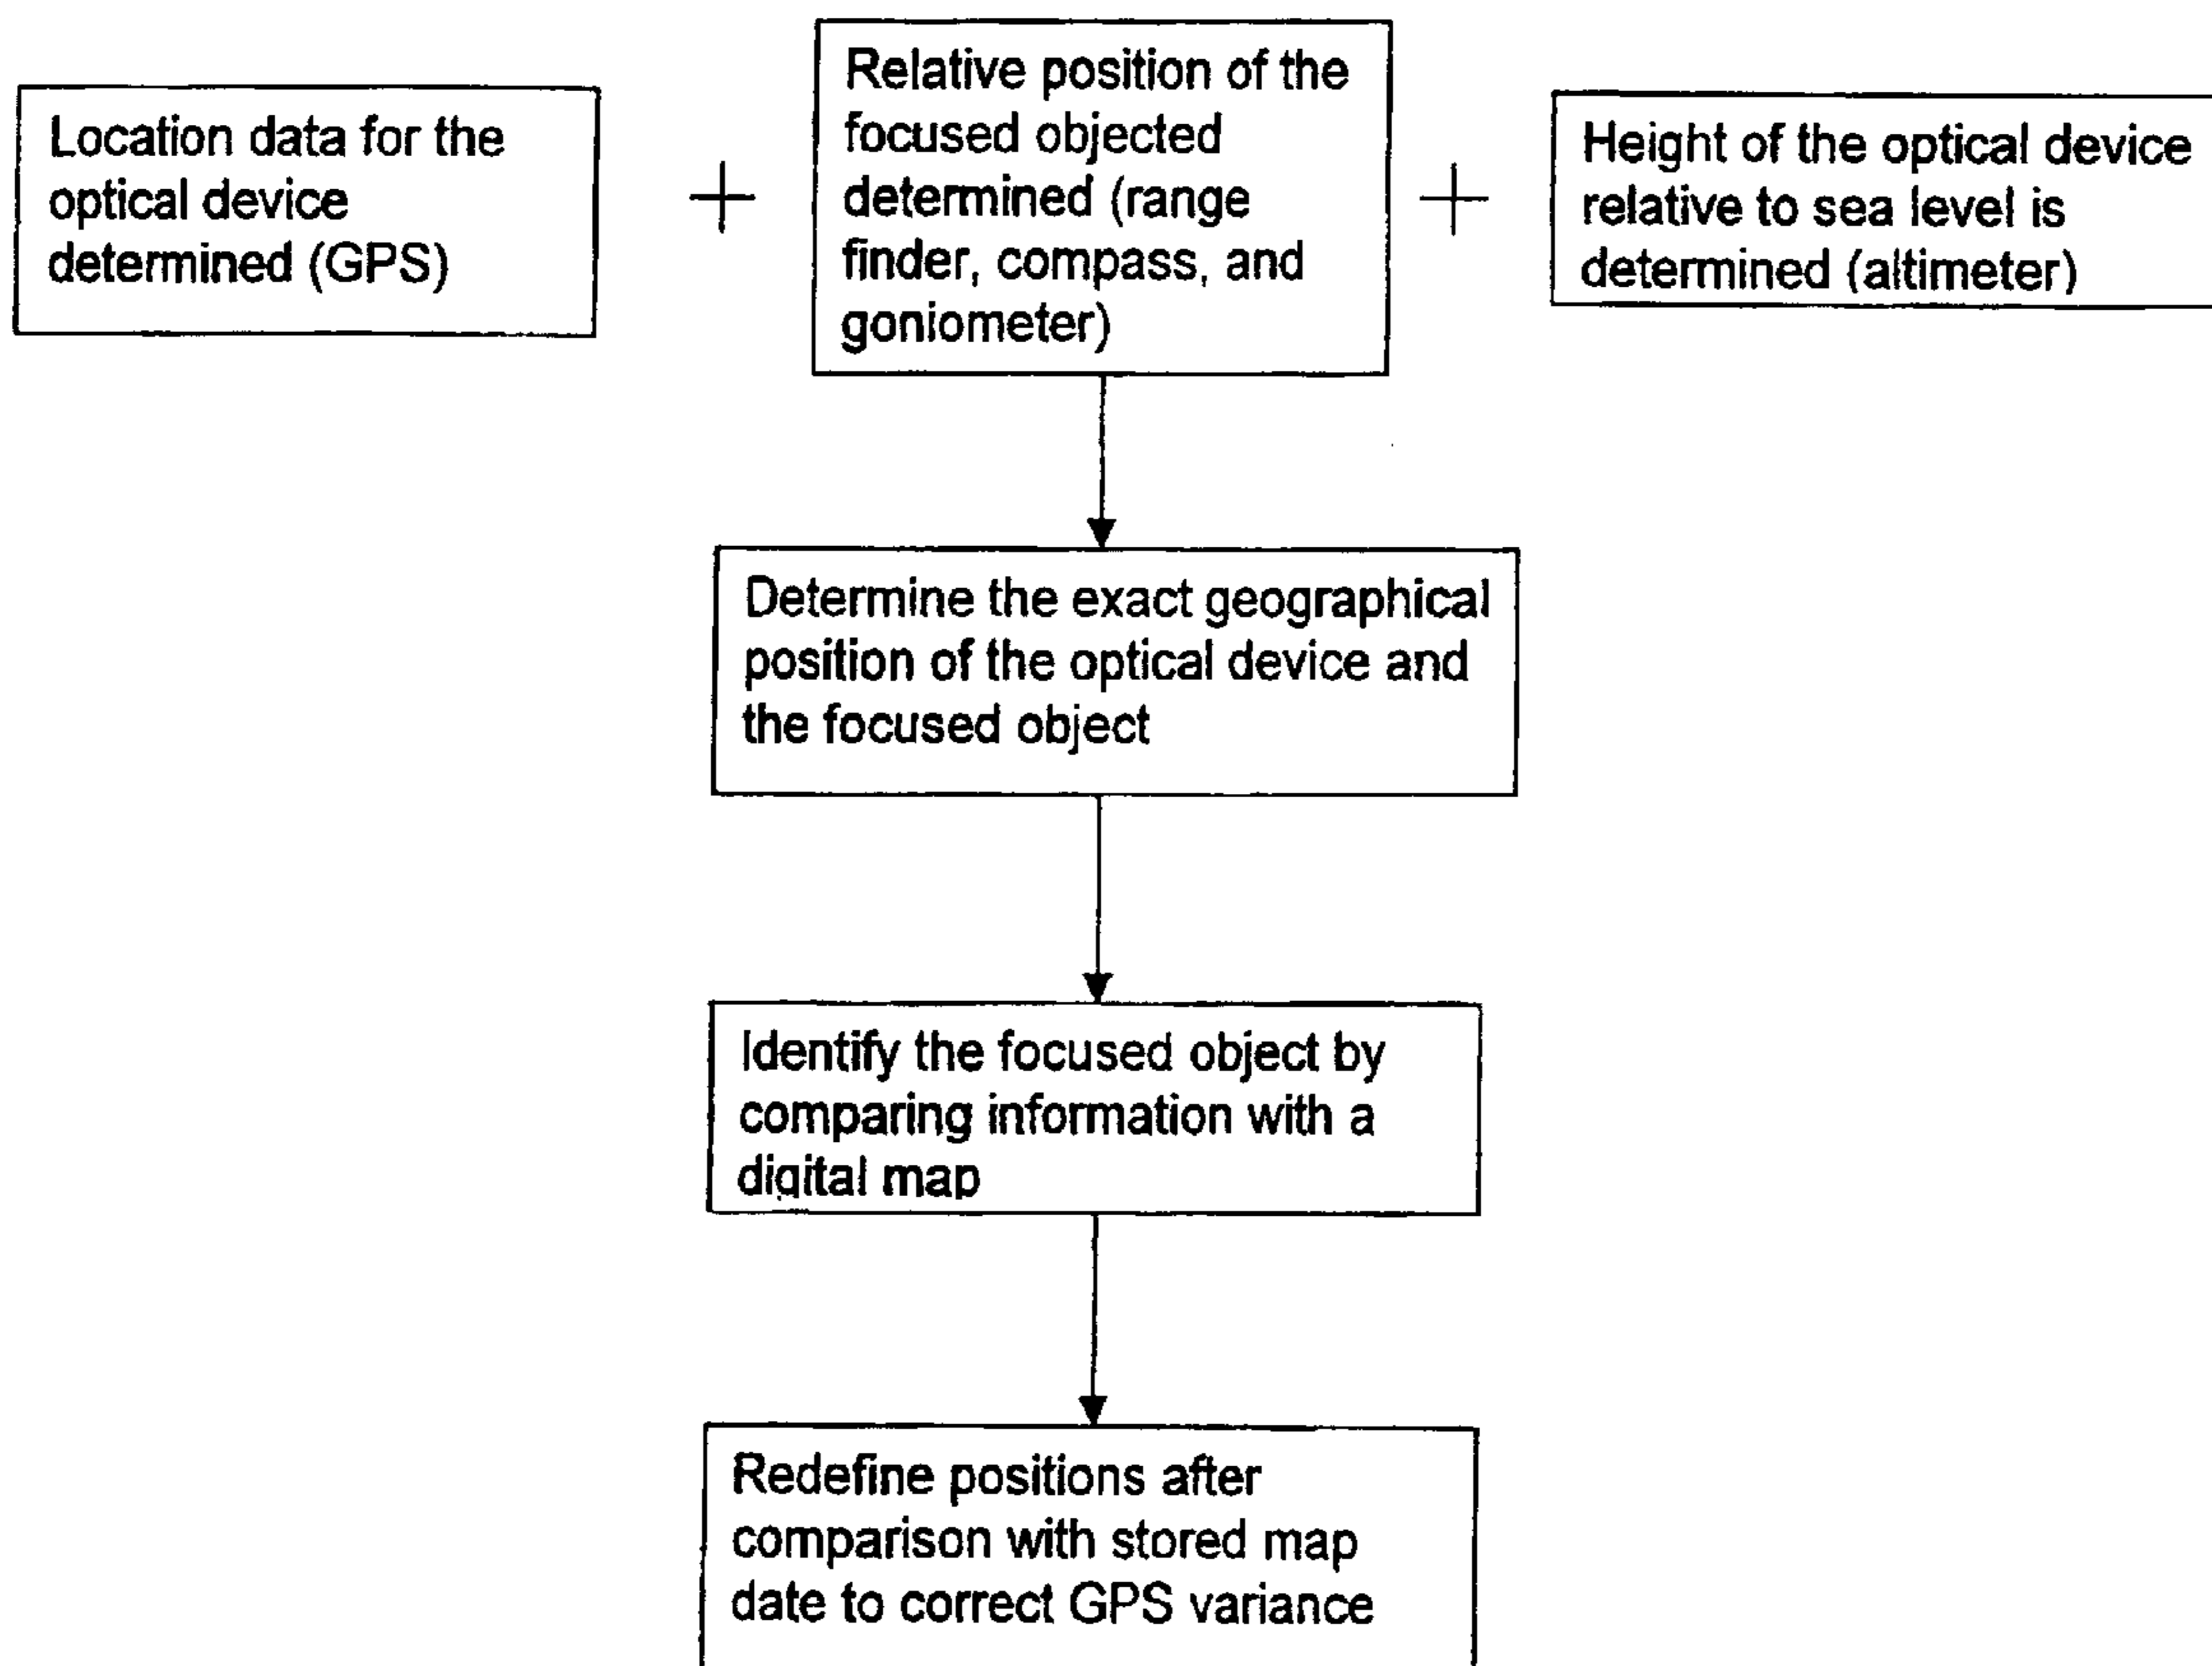 Location data for the
optical device
determined (GPS)
+
Relative position of the
focused objected
determined (range
finder, compass, and
goniometer)
+
Height of the optical device
relative to sea level is
determined (altimeter)
Determine the exact geographical
position of the optical device and
the focused object
Identify the focused object by
comparing information with a
digital map
Redefine positions after
comparison with stored map
date to correct GPS variance